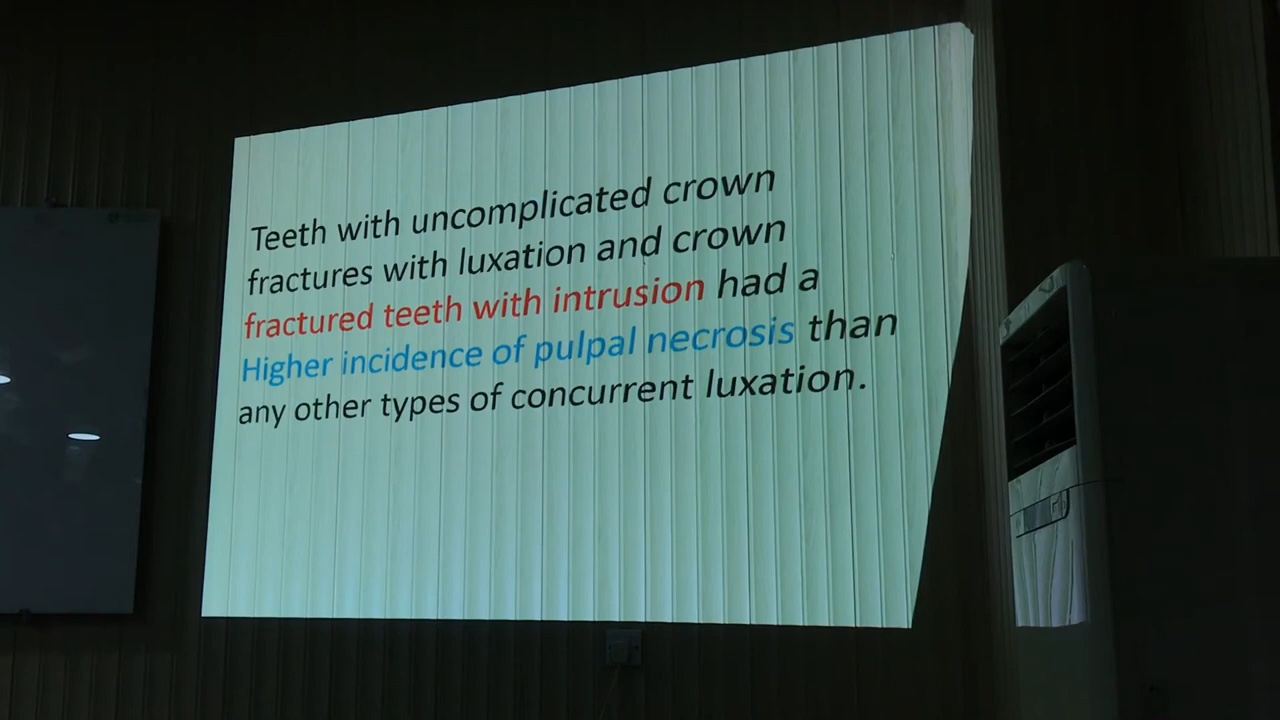 Teeth with uncomplicated crown
fractures with luxation and crown
fractured teeth with intrusion had a
Higher incidence of pulpal necrosis than
any other types of concurrent luxation.